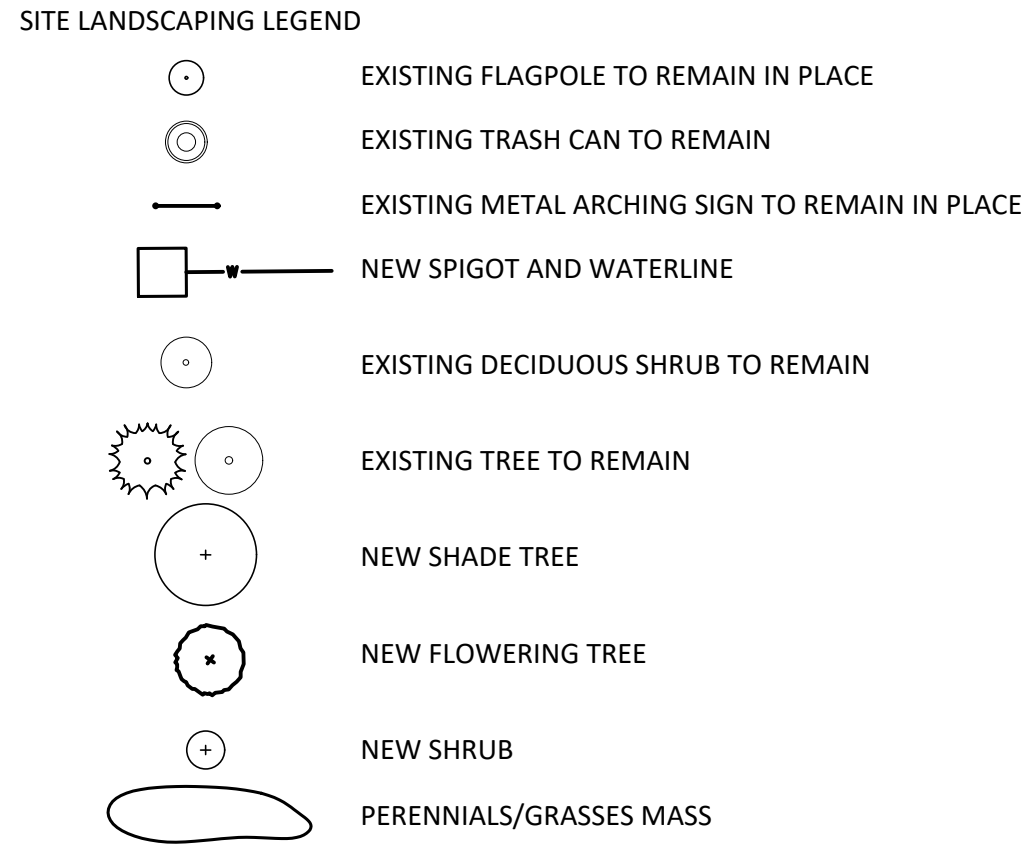 SITE LANDSCAPING LEGEND
EXISTING FLAGPOLE TO REMAIN IN PLACE
EXISTING TRASH CAN TO REMAIN
EXISTING METAL ARCHING SIGN TO REMAIN IN PLACE
W NEW SPIGOT AND WATERLINE
EXISTING DECIDUOUS SHRUB TO REMAIN
EXISTING TREE TO REMAIN
NEW SHADE TREE
NEW FLOWERING TREE
NEW SHRUB
PERENNIALS/GRASSES MASS